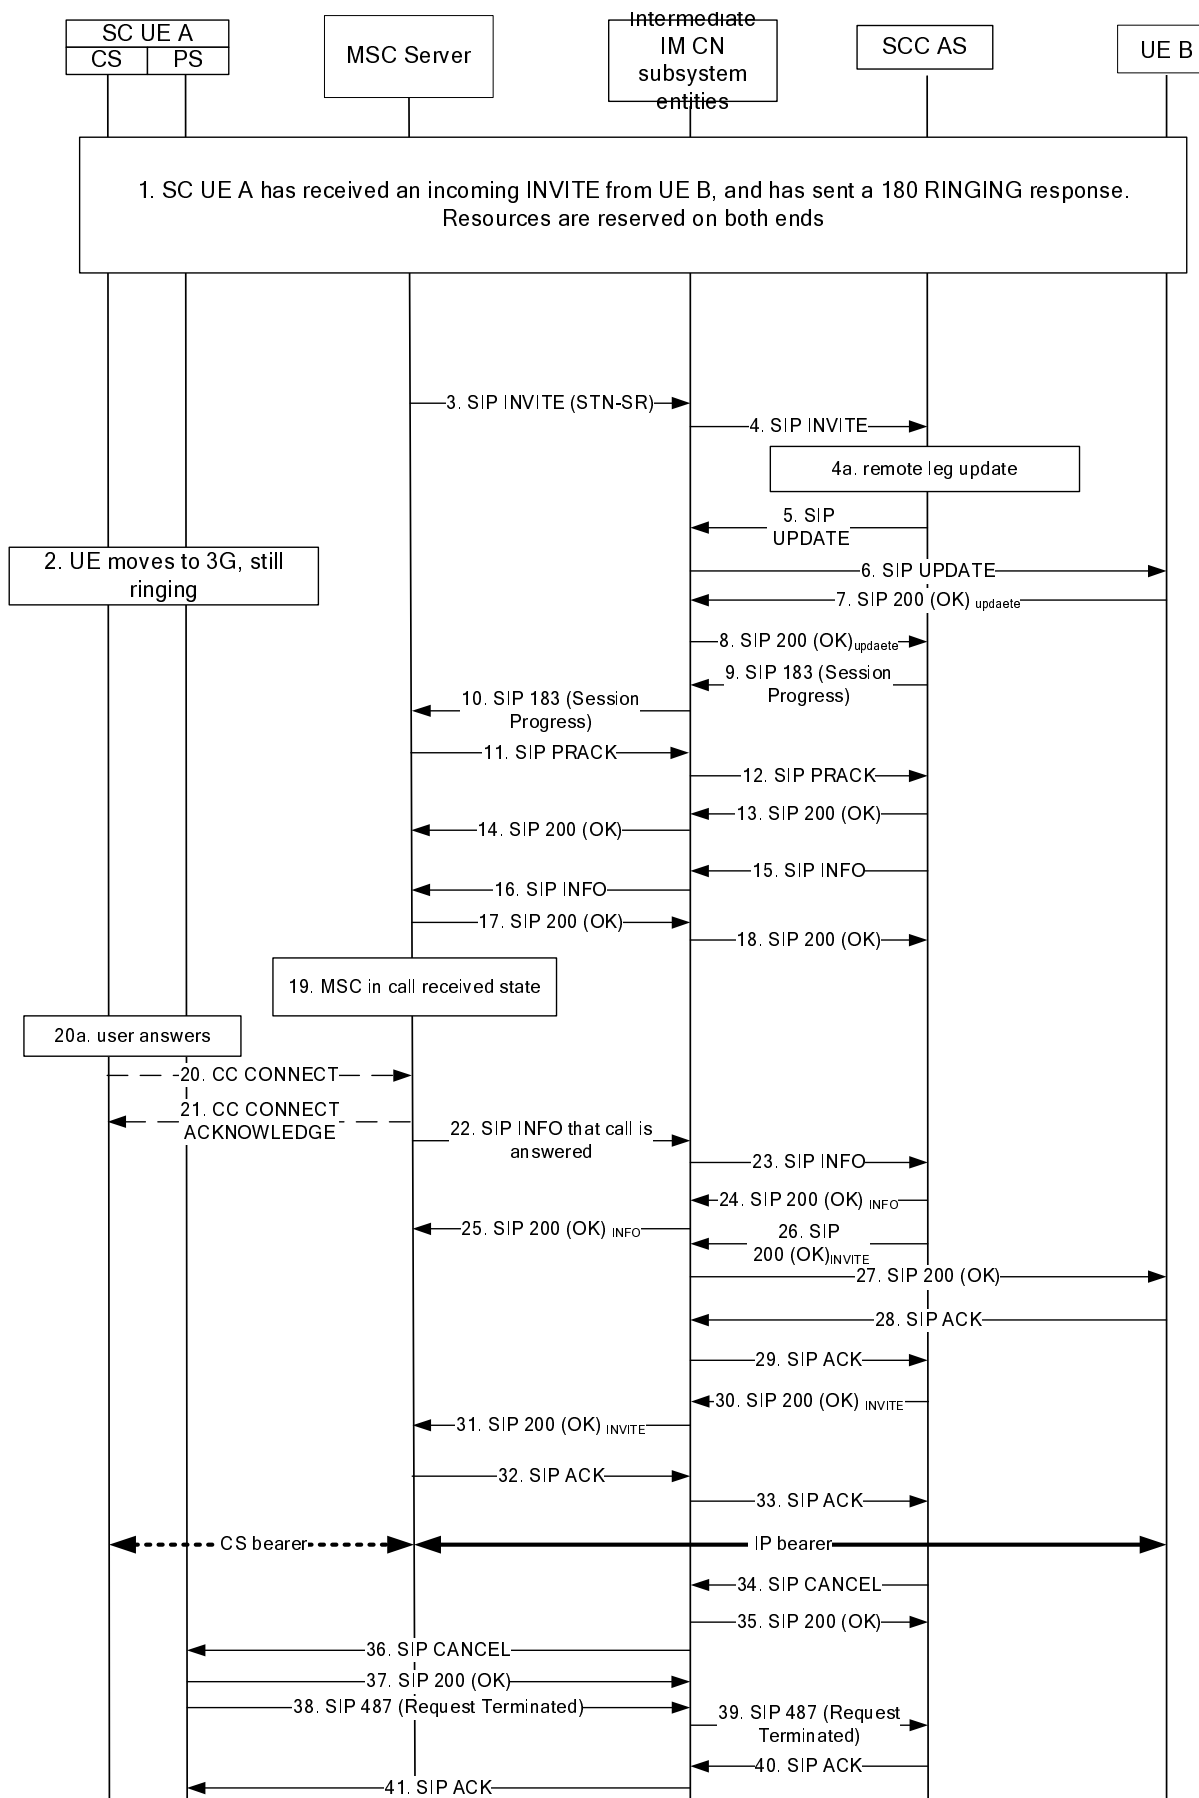 SC UE A
CS
PS
MSC Server
Intermediate
IM CN
subsystem
entities
SCC AS
UE B
1. SC UE A has received an incoming INVITE from UE B, and has sent a 180 RINGING response.
Resources are reserved on both ends
3. SIP INVITE (STN-SR)
4. SIP INVITE
4a. remote leg update
5. SIP
UPDATE
2. UE moves to 3G, still
ringing
6. SIP UPDATE
7. SIP 200 (OK) updaete
8. SIP 200 (OK)updaete
9. SIP 183 (Session
Progress)
10. SIP 183 (Session
Progress)
11. SIP PRACK
12. SIP PRACK
13. SIP 200 (OK)
14. SIP 200 (OK)
15. SIP INFO
16. SIP INFO
17. SIP 200 (OK)
18. SIP 200 (OK)
19. MSC in call received state
20a. user answers
20. CC CONNECT
21. CC CONNECT
ACKNOWLEDGE
22. SIP INFO that call is
answered
23. SIP INFO
24. SIP 200 (OK) INFO
25. SIP 200 (OK) INFO
26. SIP
200 (OK)INVITE
27. SIP 200 (OK)
28. SIP ACK
29. SIP ACK
30. SIP 200 (OK) INVITE
31. SIP 200 (OK) INVITE
32. SIP ACK
33. SIP ACK
CS bearer
IP bearer
34. SIP CANCEL
35. SIP 200 (OK)
36. SIP CANCEL
37. SIP 200 (OK)
38. SIP 487 (Request Terminated)
39. SIP 487 (Request
Terminated)
40. SIP ACK
41. SIP ACK